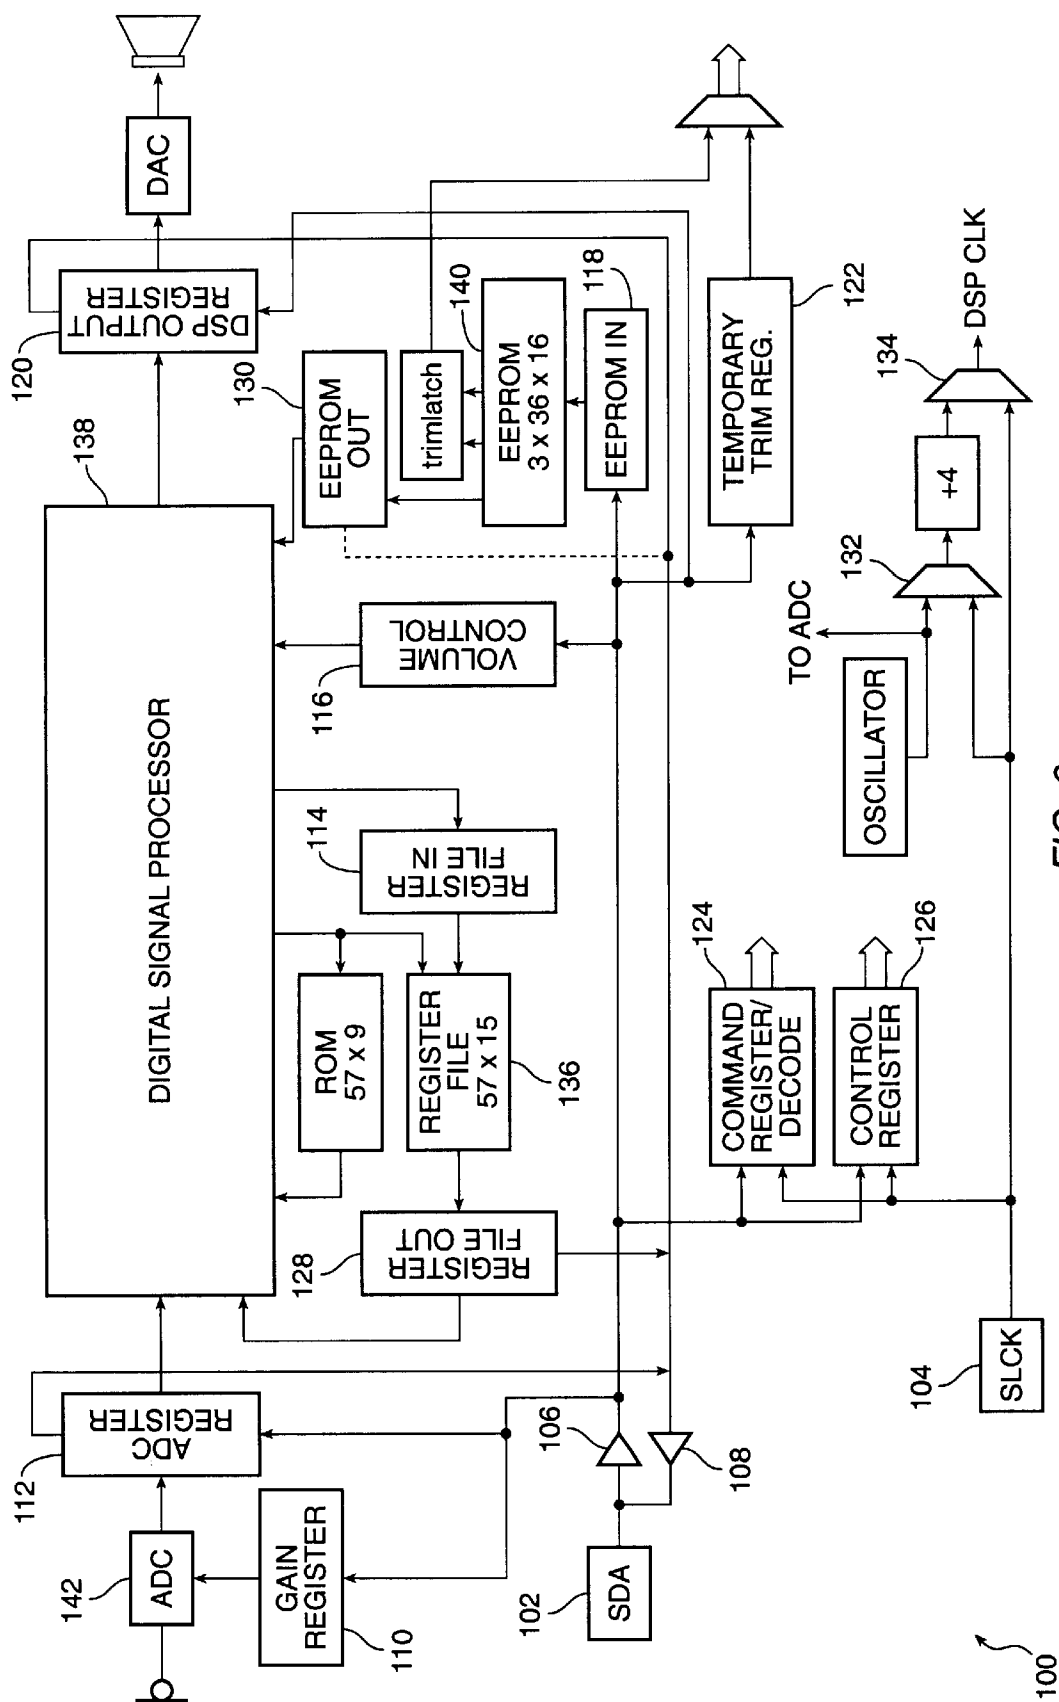 142
ADC
112
ADC
REGISTER
GAIN
REGISTER
110
138
DIGITAL SIGNAL PROCESSOR
120
DSP OUTPUT
REGISTER
DAC
128
REGISTER
FILE OUT
ROM
57 x 9
REGISTER
FILE
57 x 15
136
114
REGISTER
FILE IN
116
VOLUME
CONTROL
130
EEPROM
OUT
trimlatch
140
EEPROM
3 x 36 x 16
118
EEPROM IN
TEMPORARY
TRIM REG.
122
102
SDA
106
108
124
COMMAND
REGISTER/
DECODE
126
CONTROL
REGISTER
104
SLCK
OSCILLATOR
TO ADC
132
+4
134
DSP CLK
100